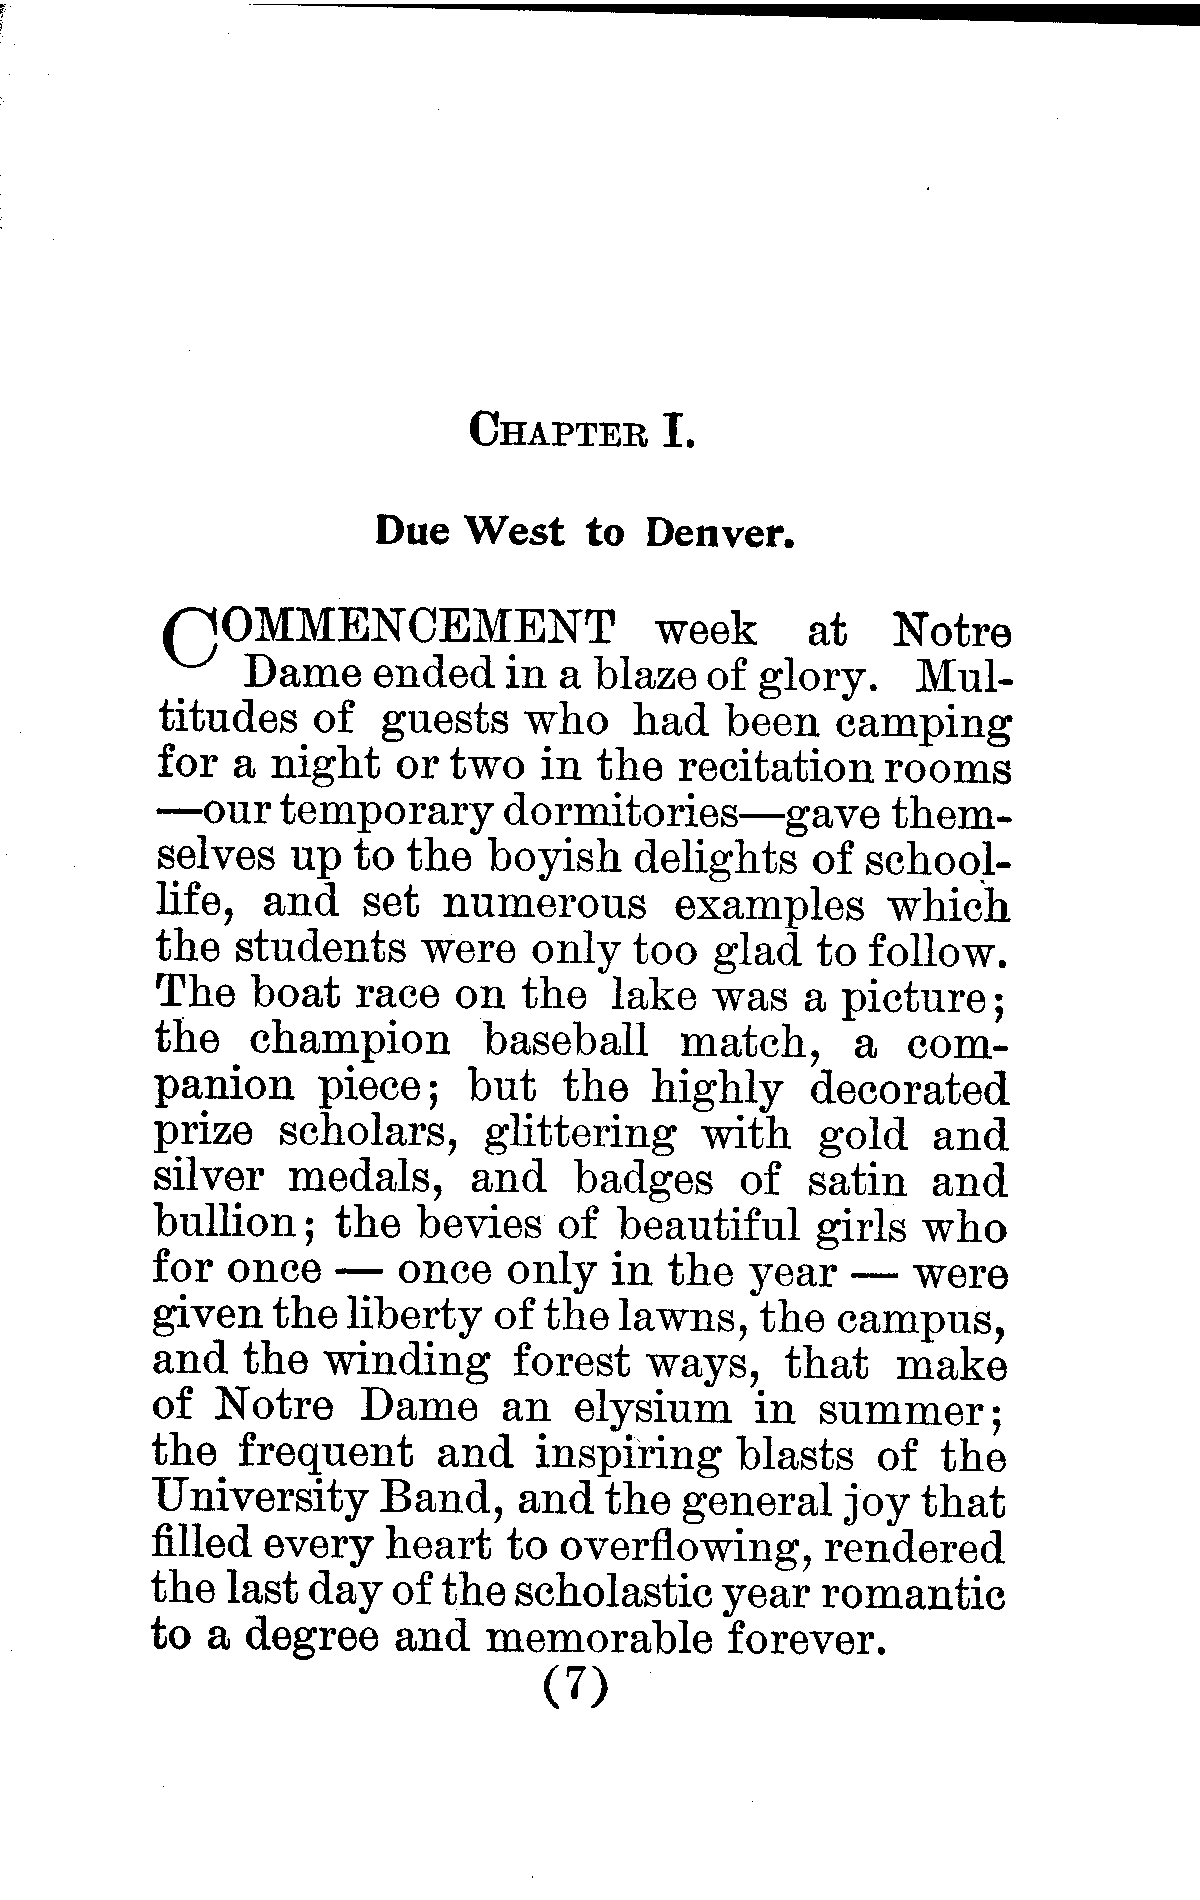 CHAPTER I.
Due West to Denver.
COMMENCEMENT week at Notre
Dame ended in a blaze of glory. Mul-
titudes of guests who had been camping
for a night or two in the recitation rooms
—our temporary dormitories—gave them-
selves up to the boyish delights of school-
life, and set numerous examples which
the students were only too glad to follow.
The boat race on the lake was a picture;
the champion baseball match, a com-
panion piece; but the highly decorated
prize scholars, glittering with gold and
silver medals, and badges of satin and
bullion; the bevies of beautiful girls who
for once — once only in the year — were
given the liberty of the lawns, the campus,
and the winding forest ways, that make
of Notre Dame an elysium in summer;
the frequent and inspiring blasts of the
University Band, and the general joy that
filled every heart to overflowing, rendered
the last day of the scholastic year romantic
to a degree and memorable forever.
(7)